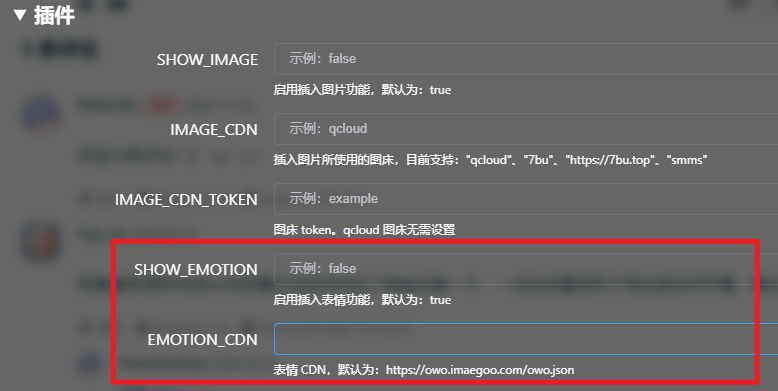 ▼ 插件
SHOW_IMAGE 示例：false
启用插入图片功能，默认为：true
IMAGE_CDN 示例：qcloud
插入图片所使用的图床，目前支持："qcloud"、"7bu"、"https://7bu.top"、"smms"
IMAGE_CDN_TOKEN 示例：example
图床 token。qcloud 图床无需设置
SHOW_EMOTION 示例：false
启用插入表情功能，默认为：true
EMOTION_CDN
表情 CDN，默认为：https://owo.imaegoo.com/owo.json